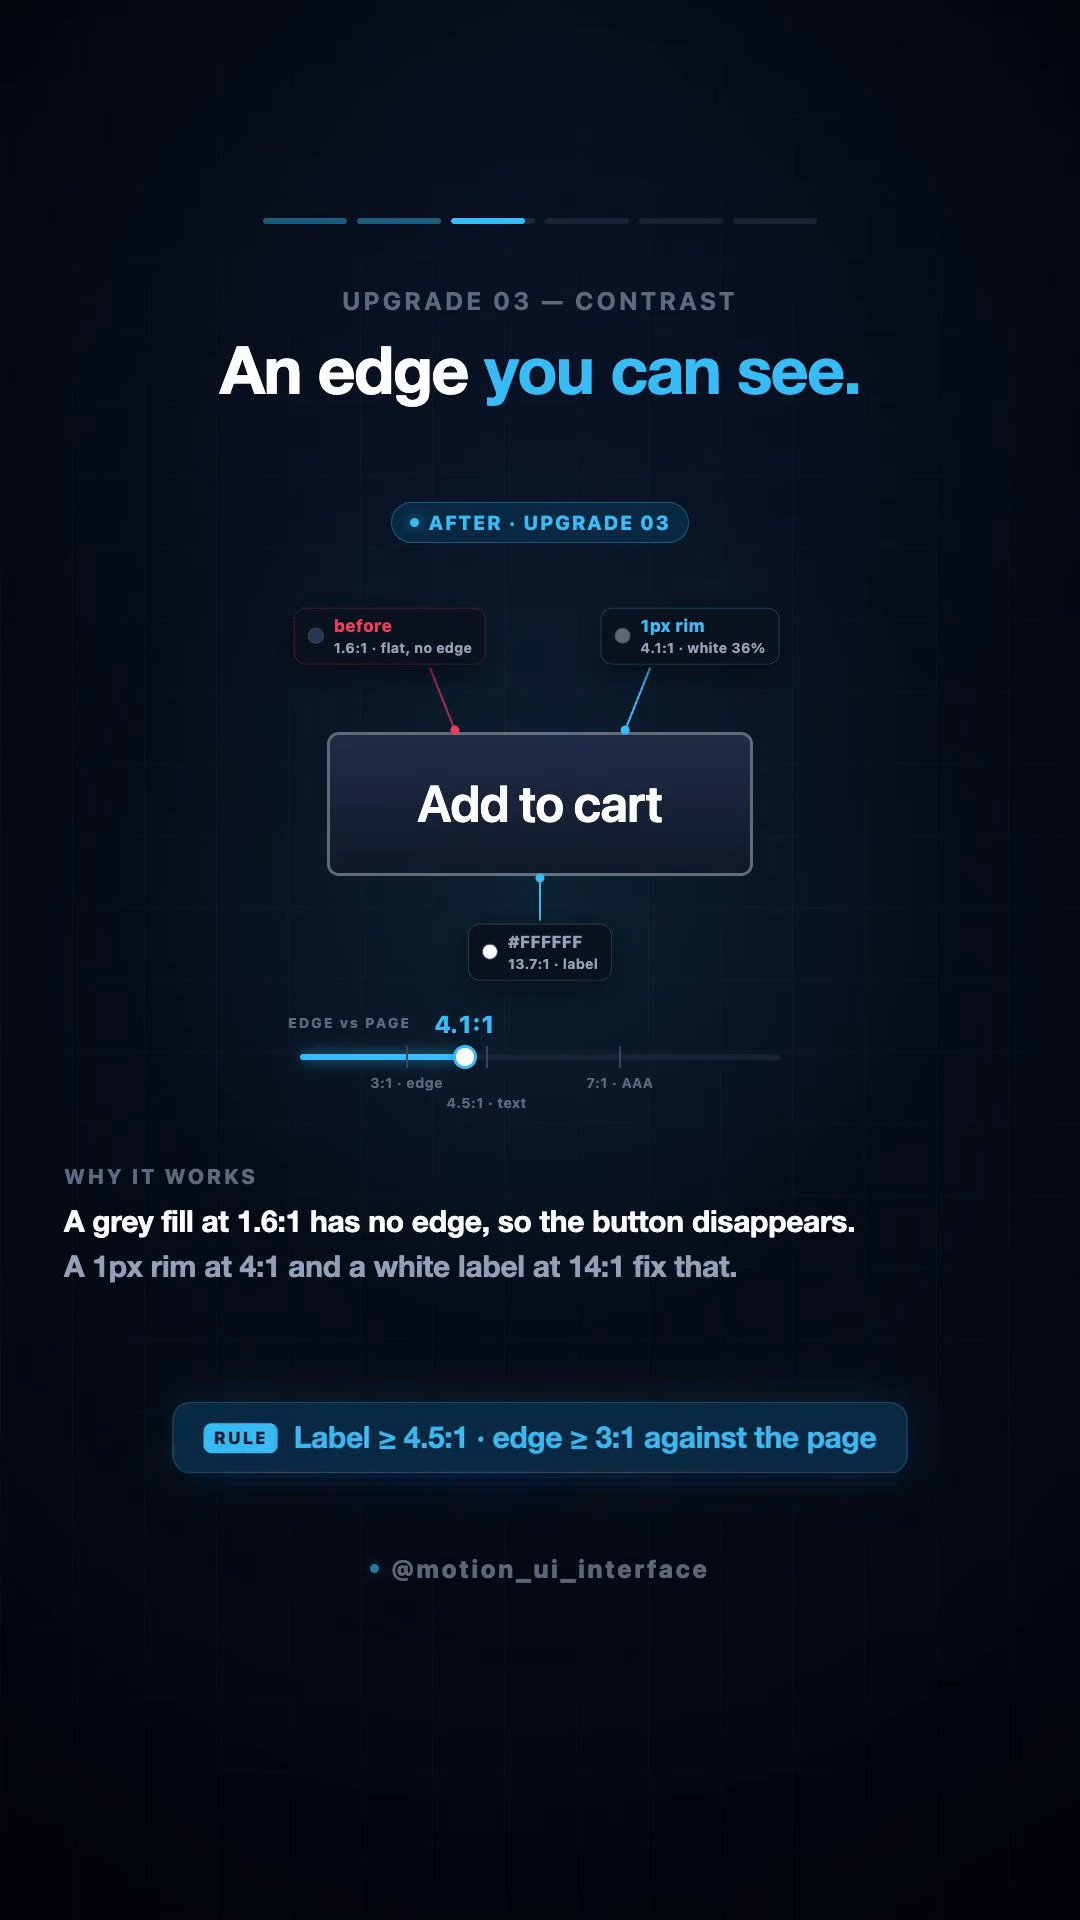 UPGRADE 03 — CONTRAST
An edge you can see.
AFTER · UPGRADE 03
before
1.6:1 · flat, no edge
1px rim
4.1:1 · white 36%
Add to cart
#FFFFFF
13.7:1 · label
EDGE vs PAGE 4.1:1
3:1 · edge
4.5:1 · text
7:1 · AAA
WHY IT WORKS
A grey fill at 1.6:1 has no edge, so the button disappears.
A 1px rim at 4:1 and a white label at 14:1 fix that.
RULE Label ≥ 4.5:1 · edge ≥ 3:1 against the page
@motion_ui_interface